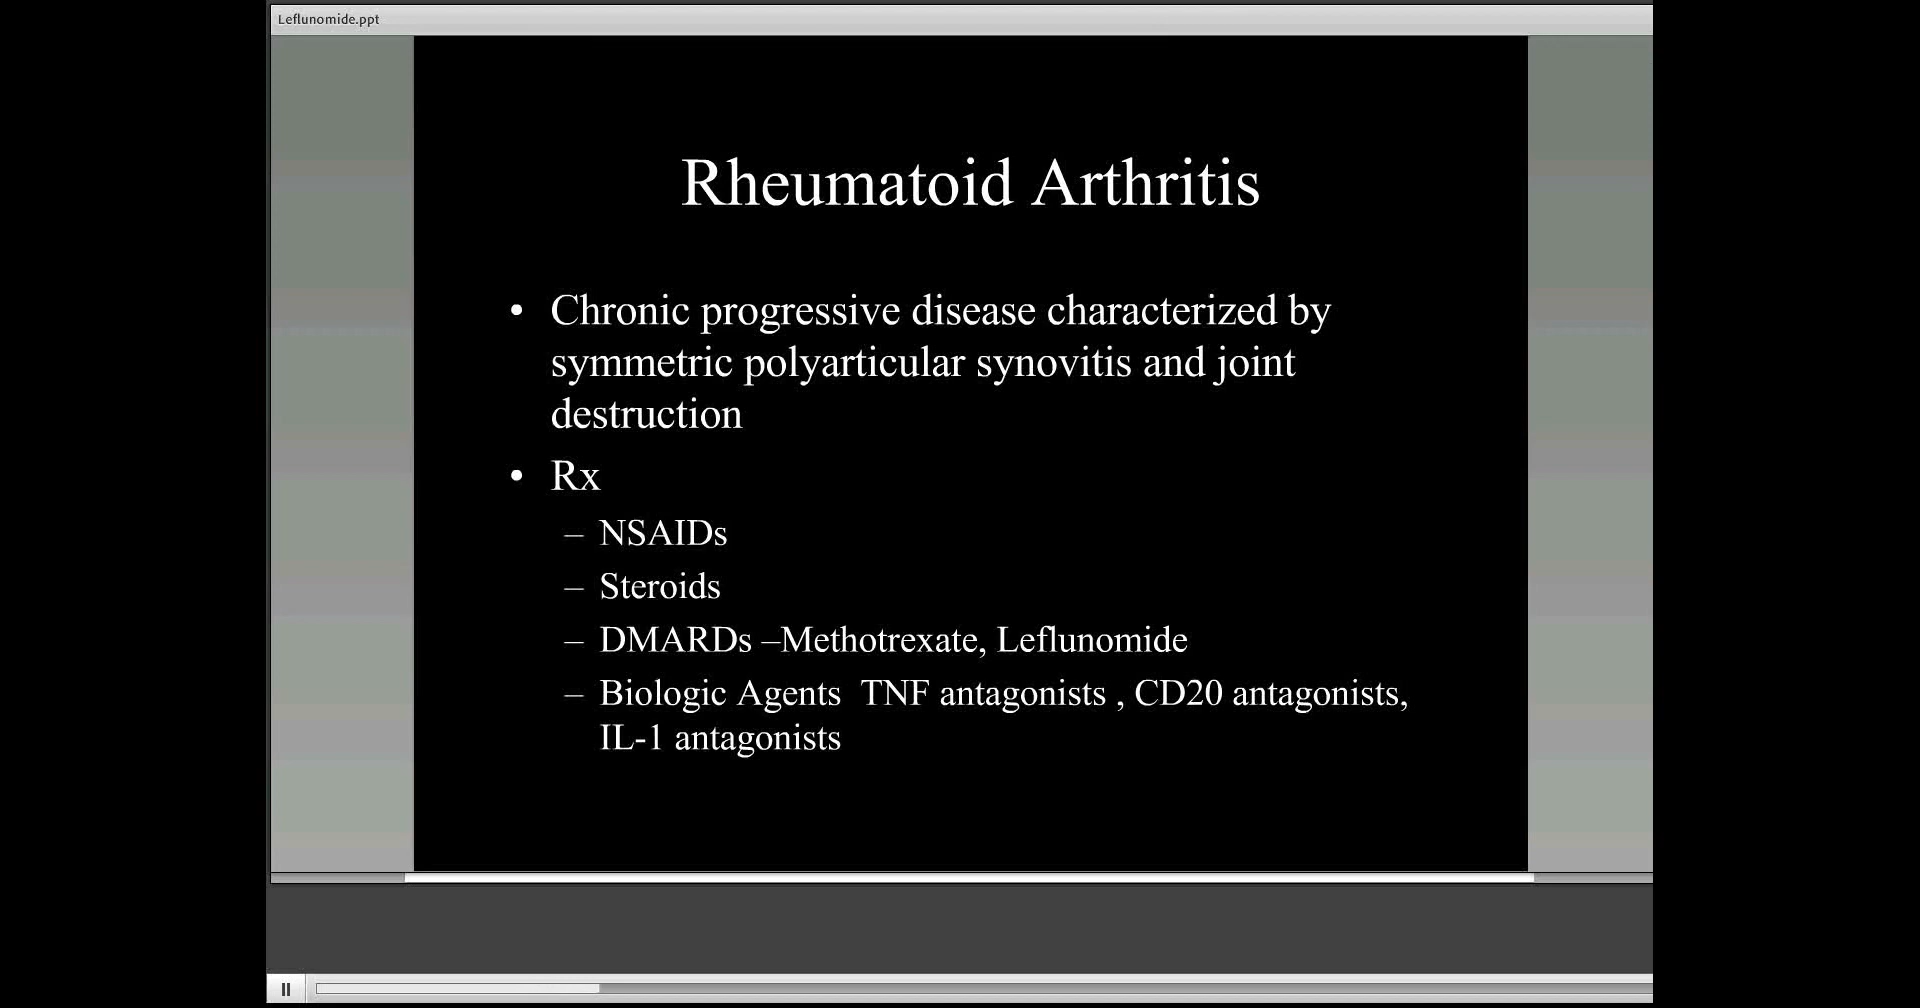 Leflunomide.ppt
Rheumatoid Arthritis
• Chronic progressive disease characterized by
symmetric polyarticular synovitis and joint
destruction
• Rx
– NSAIDs
– Steroids
– DMARDs –Methotrexate, Leflunomide
– Biologic Agents  TNF antagonists , CD20 antagonists,
IL-1 antagonists